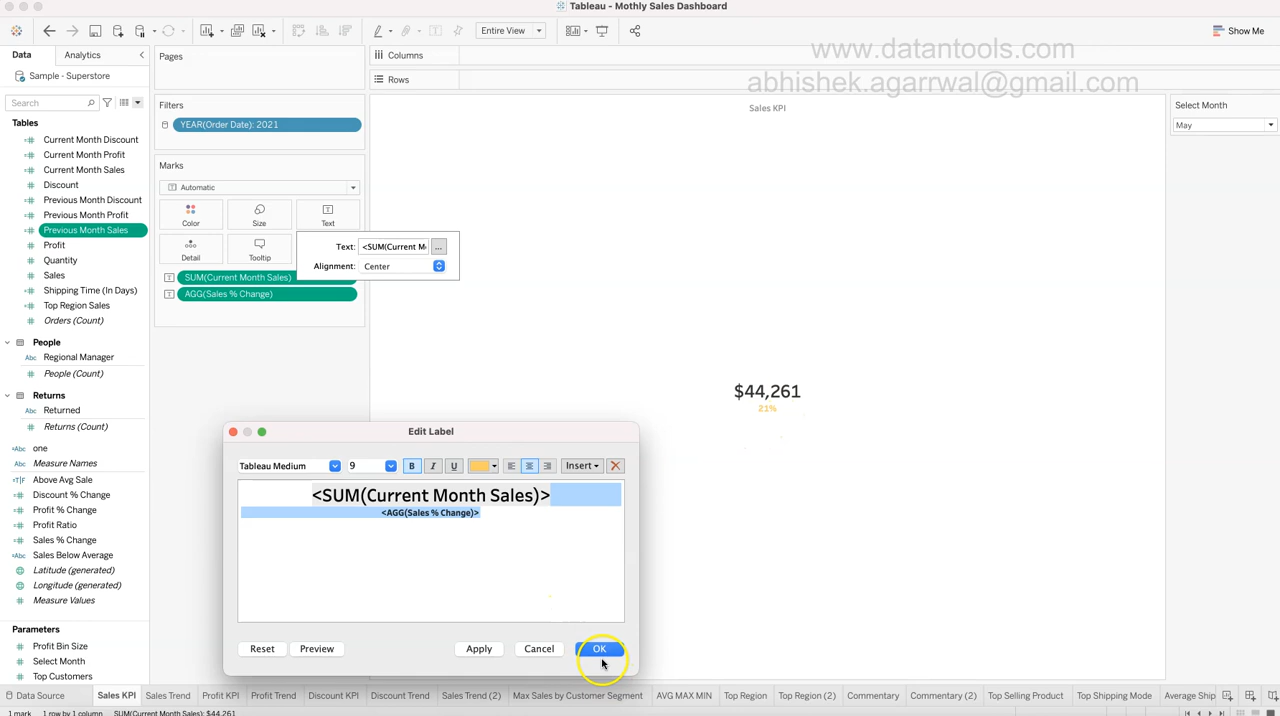 Tableau - Mothly Sales Dashboard
Entire View
Show Me
www.datantools.com
abhishek.agarrwal@gmail.com
Data
Analytics
Sample - Superstore
Search
Tables
Current Month Discount
Current Month Profit
Current Month Sales
Discount
Previous Month Discount
Previous Month Profit
Previous Month Sales
Profit
Quantity
Sales
Shipping Time (In Days)
Top Region Sales
Orders (Count)
People
Abc Regional Manager
People (Count)
Returns
Abc Returned
Returns (Count)
=Abc one
Abc Measure Names
=T|F Above Avg Sale
Discount % Change
Profit % Change
Profit Ratio
Sales % Change
=Abc Sales Below Average
Latitude (generated)
Longitude (generated)
Measure Values
Parameters
Profit Bin Size
Select Month
Top Customers
Pages
Filters
YEAR(Order Date): 2021
Marks
Automatic
Color
Size
Text
Detail
Tooltip
Text: <SUM(Current M
...
Alignment: Center
SUM(Current Month Sales)
AGG(Sales % Change)
Columns
Rows
Sales KPI
$44,261
21%
Select Month
May
Edit Label
Tableau Medium
9
B
I
U
Insert
<SUM(Current Month Sales)>
<AGG(Sales % Change)>
Reset
Preview
Apply
Cancel
OK
Data Source
Sales KPI
Sales Trend
Profit KPI
Profit Trend
Discount KPI
Discount Trend
Sales Trend (2)
Max Sales by Customer Segment
AVG MAX MIN
Top Region
Top Region (2)
Commentary
Commentary (2)
Top Selling Product
Top Shipping Mode
Average Ship
1 mark
1 row by 1 column
SUM(Current Month Sales): $44,261